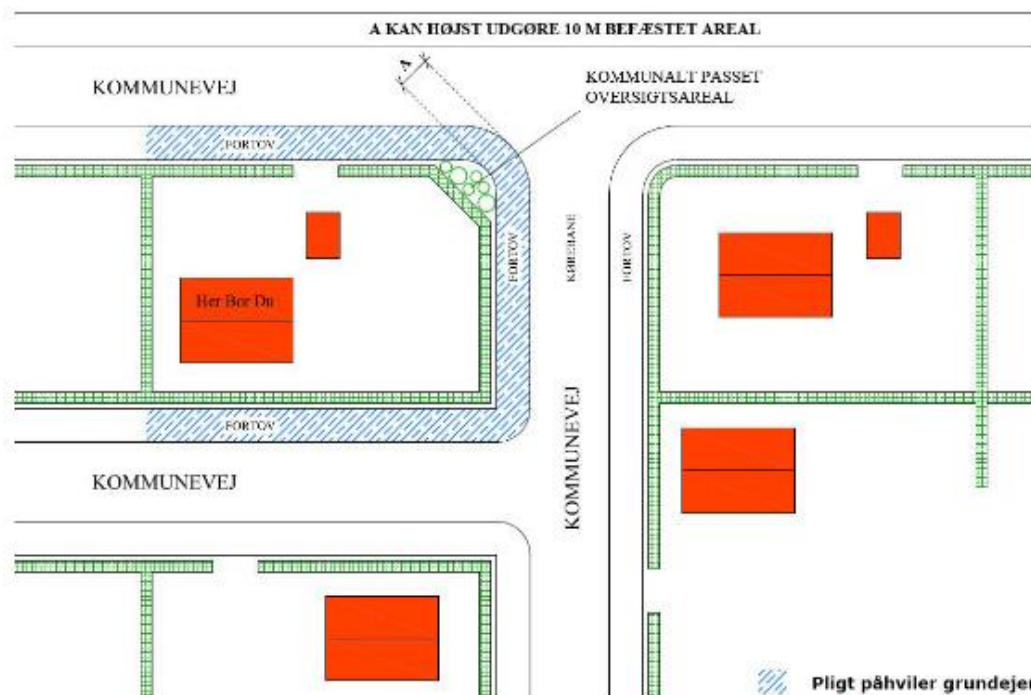 A KAN HØJST UDGØRE 10 M BEFÆSTET AREAL
A
KOMMUNEVEJ
KOMMUNALT PASSET
OVERSIGTSAREAL
FORTOV
FORTOV
KØREBANE
FORTOV
Her Bor Du
KOMMUNEVEJ
FORTOV
KOMMUNEVEJ
Pligt påhviler grundejer